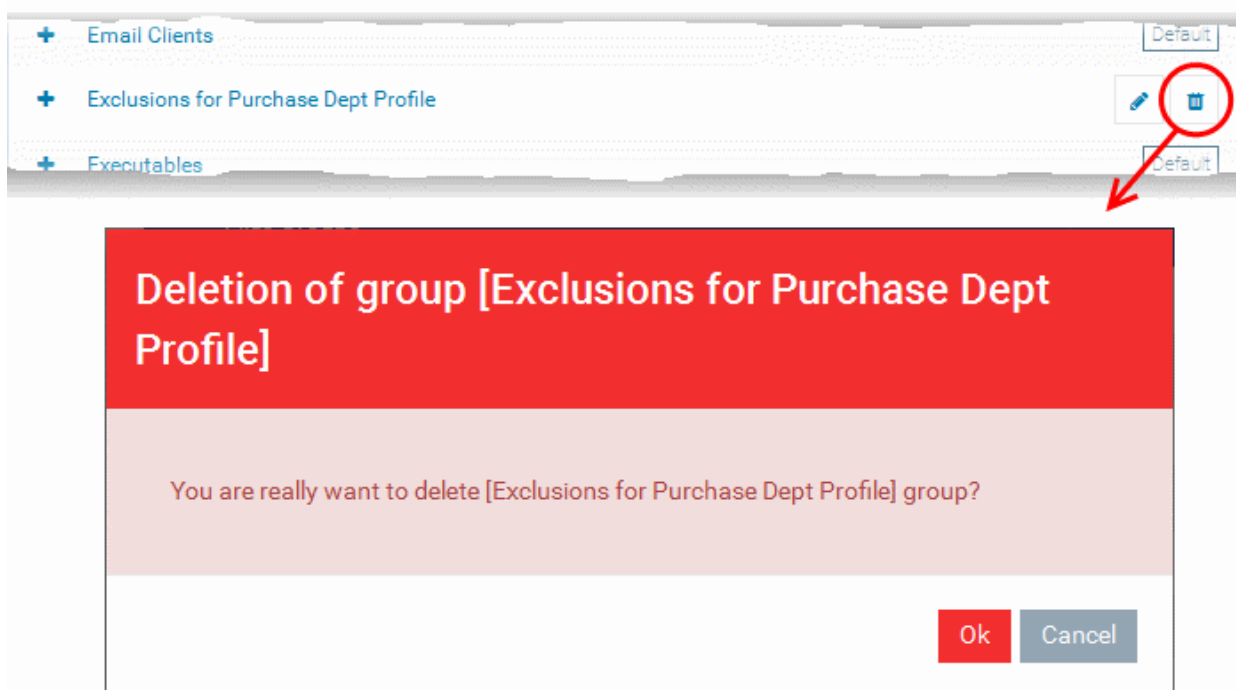 Email Clients Default
Exclusions for Purchase Dept Profile
Executables Default
Deletion of group [Exclusions for Purchase Dept
Profile]
You are really want to delete [Exclusions for Purchase Dept Profile] group?
Ok Cancel